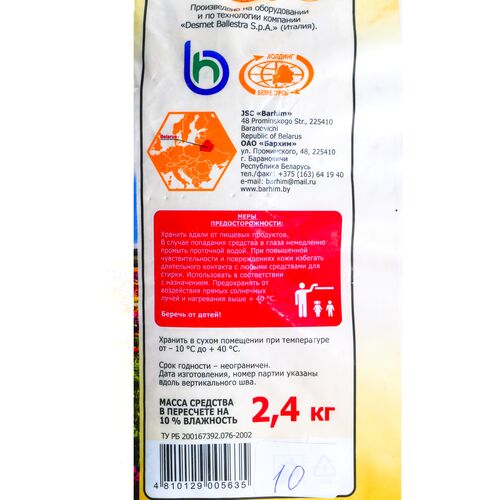 Произведено на оборудовании
и по технологии компании
«Desmet Ballestra S.p.A.» (Италия).
bh
ХОЛДИНГ
БЕЛРЕСУРСЫ
Belarus
JSC «Barhim»
48 Prominskogo Str., 225410
Baranovicni
Republic of Belarus
ОАО «Бархим»
ул. Проминского, 48, 225410
г. Барановичи
Республика Беларусь
тел./факс: +375 (163) 64 19 40
e-mail: barhim@mail.ru
www.barhim.by
МЕРЫ
ПРЕДОСТОРОЖНОСТИ:
Хранить вдали от пищевых продуктов.
В случае попадания средства в глаза немедленно
промыть проточной водой. При повышенной
чувствительности и повреждениях кожи избегать
длительного контакта с любыми средствами для
стирки. Использовать в соответствии
с назначением. Предохранять от
воздействия прямых солнечных
лучей и нагревания выше + 40 °С.
Беречь от детей!
Хранить в сухом помещении при температуре
от – 10 °С до + 40 °С.
Срок годности – неограничен.
Дата изготовления, номер партии указаны
вдоль вертикального шва.
МАССА СРЕДСТВА
В ПЕРЕСЧЕТЕ НА
10 % ВЛАЖНОСТЬ
2,4 кг
ТУ РБ 200167392.076-2002
4 810129 005635
10